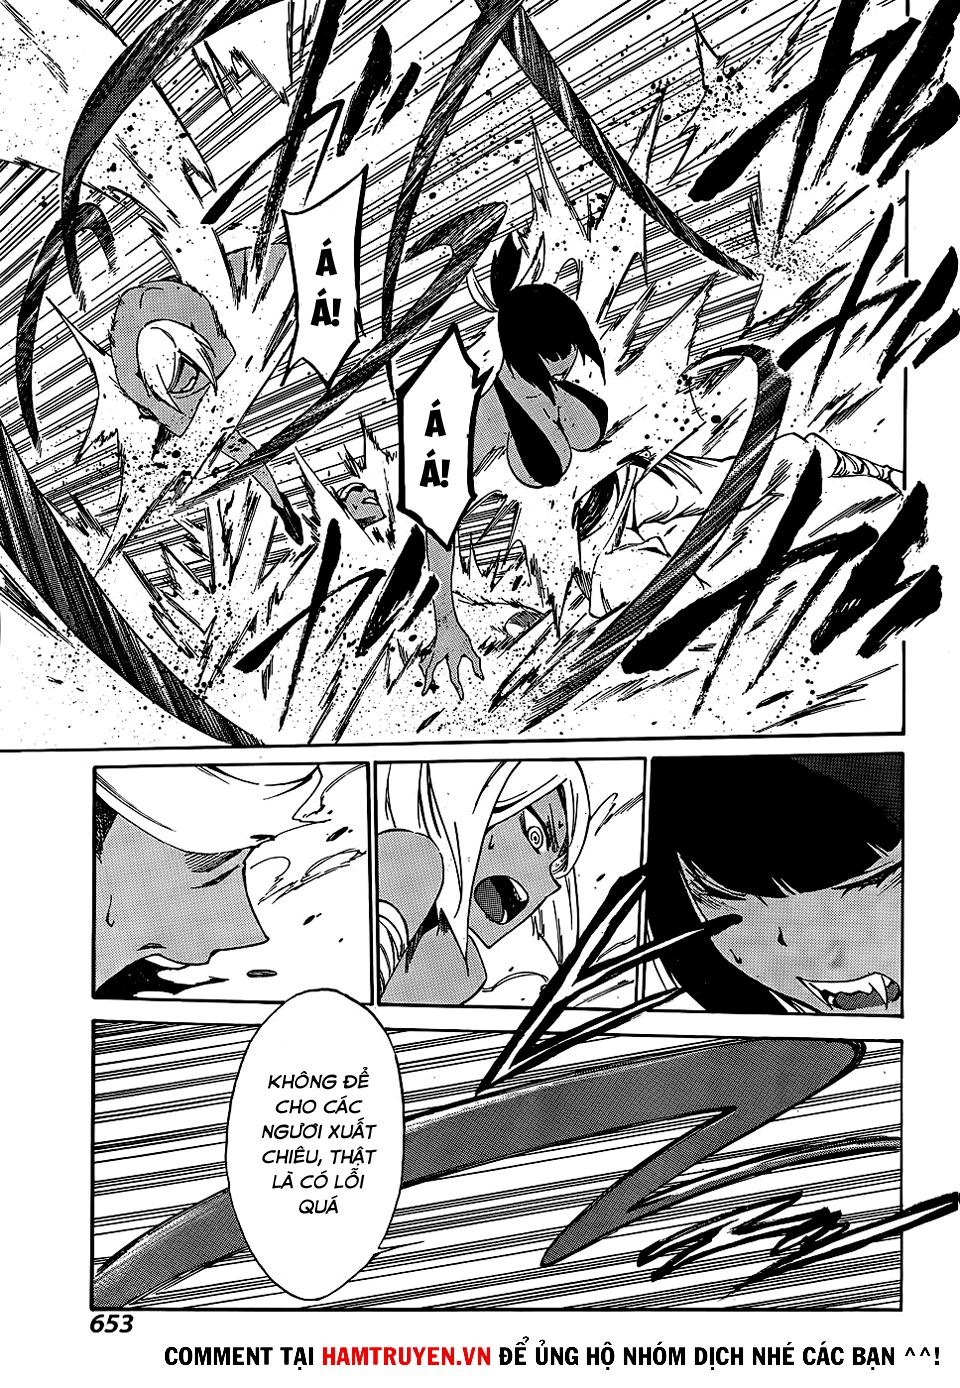 Á
Á!
Á
Á!
KHÔNG ĐỂ
CHO CÁC
NGƯƠI XUẤT
CHIÊU, THẬT
LÀ CÓ LỖI
QUÁ
653
COMMENT TẠI HAMTRUYEN.VN ĐỂ ỦNG HỘ NHÓM DỊCH NHÉ CÁC BẠN ^^!